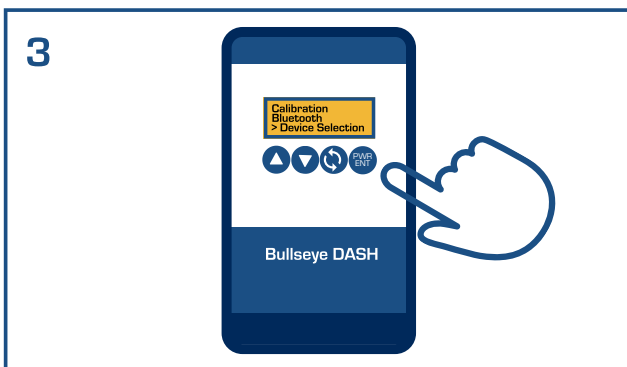 3
Calibration
Bluetooth
> Device Selection
PWR
ENT
Bullseye DASH